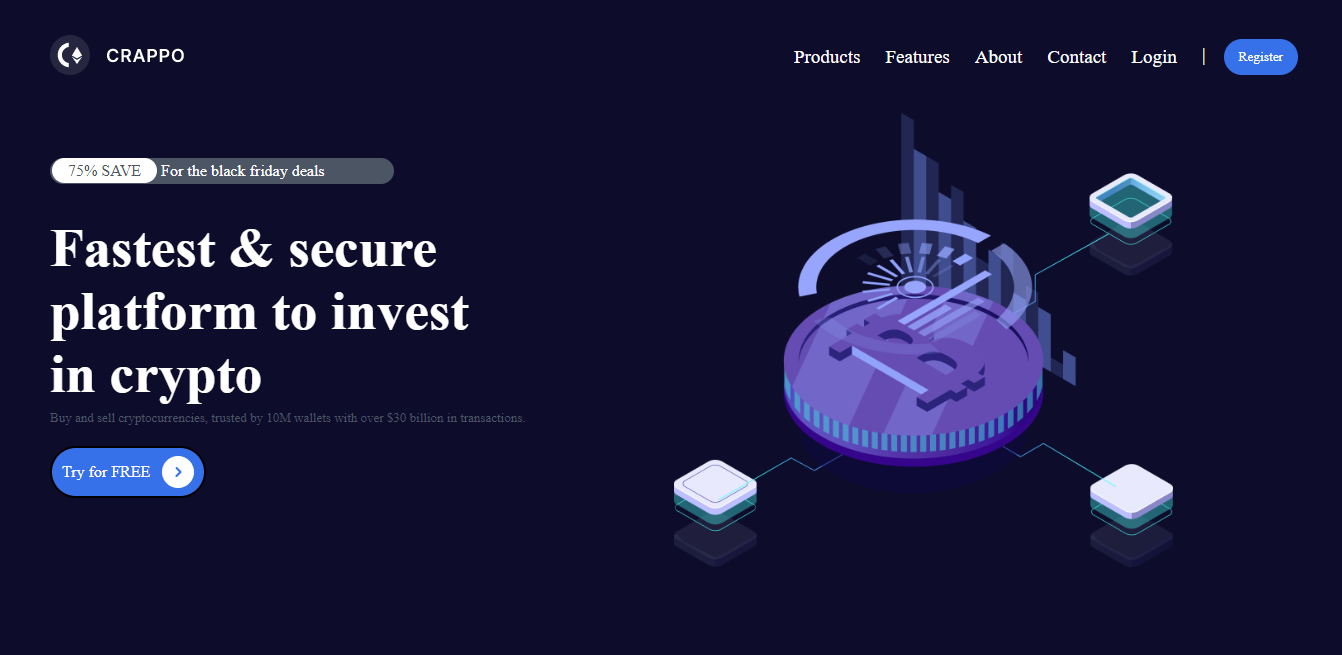 CRAPPO
Products Features About Contact Login | Register
75% SAVE For the black friday deals
Fastest & secure
platform to invest
in crypto
Buy and sell cryptocurrencies, trusted by 10M wallets with over $30 billion in transactions.
Try for FREE